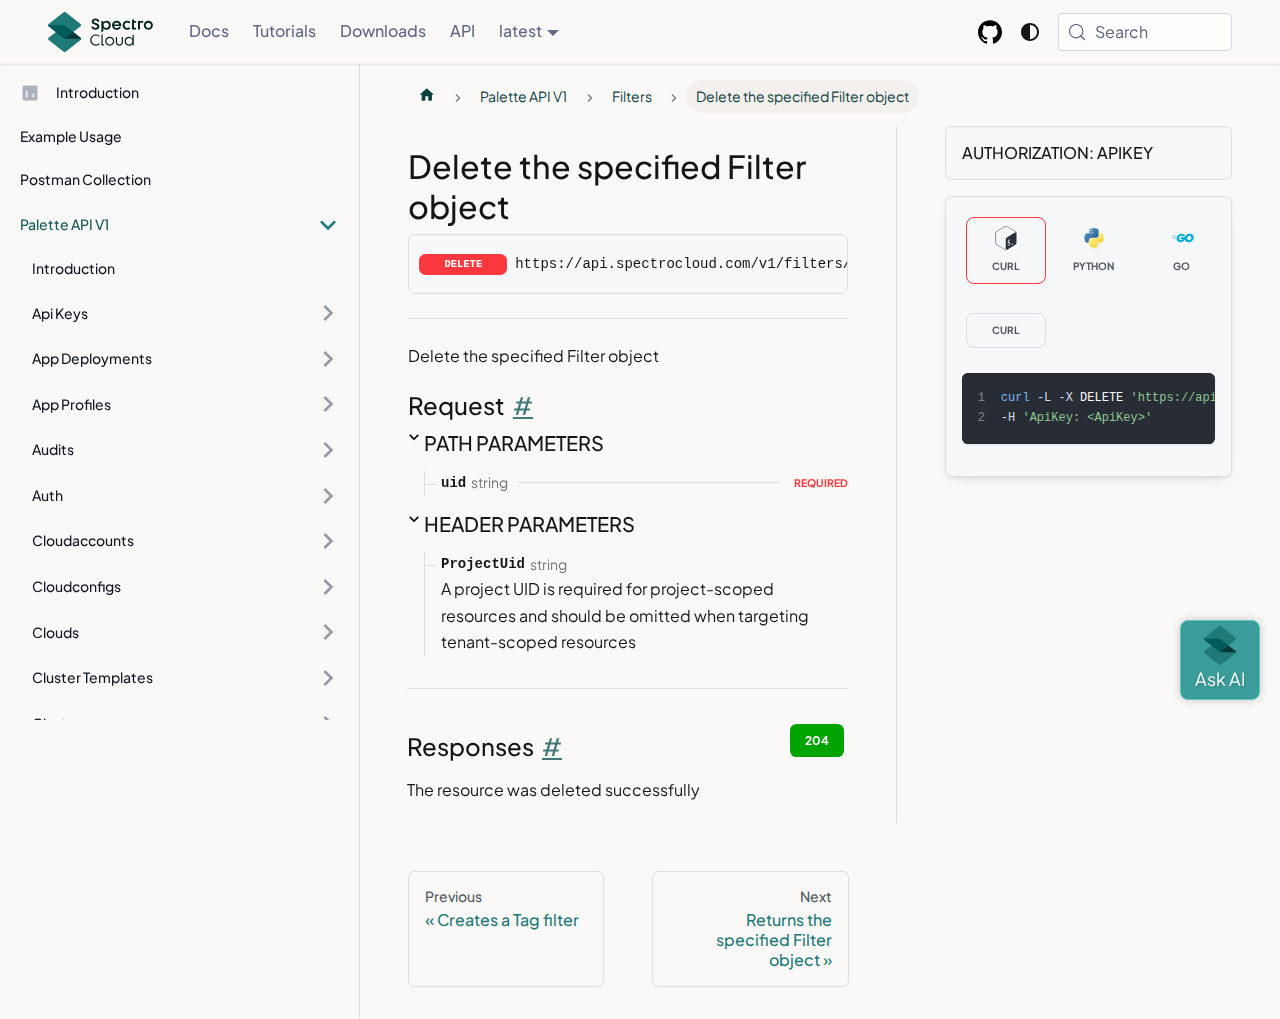 Spectro
Cloud
Docs
Tutorials
Downloads
API
latest
Search
Introduction
Example Usage
Postman Collection
Palette API V1
Introduction
Api Keys
App Deployments
App Profiles
Audits
Auth
Cloudaccounts
Cloudconfigs
Clouds
Cluster Templates
Palette API V1
Filters
Delete the specified Filter object
Delete the specified Filter
object
DELETE https://api.spectrocloud.com/v1/filters/
Delete the specified Filter object
Request #
PATH PARAMETERS
uid string REQUIRED
HEADER PARAMETERS
ProjectUid string
A project UID is required for project-scoped
resources and should be omitted when targeting
tenant-scoped resources
Responses #
204
The resource was deleted successfully
Previous
« Creates a Tag filter
Next
Returns the
specified Filter
object »
AUTHORIZATION: APIKEY
CURL
PYTHON
GO
CURL
1 curl -L -X DELETE 'https://api
2 -H 'ApiKey: <ApiKey>'
Ask AI